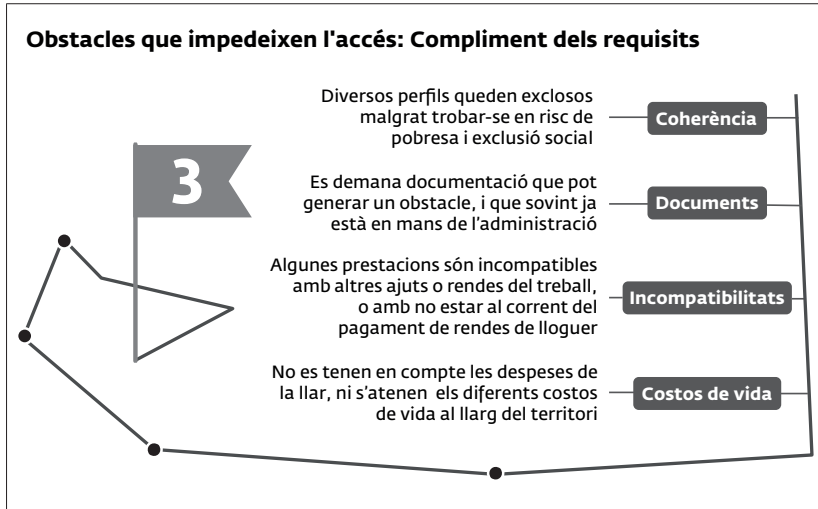 Obstacles que impedeixen l'accés: Compliment dels requisits
3
Diversos perfils queden exclosos
malgrat trobar-se en risc de
pobresa i exclusió social
Coherència
Es demana documentació que pot
generar un obstacle, i que sovint ja
està en mans de l’administració
Documents
Algunes prestacions són incompatibles
amb altres ajuts o rendes del treball,
o amb no estar al corrent del
pagament de rendes de lloguer
Incompatibilitats
No es tenen en compte les despeses de
la llar, ni s’atenen els diferents costos
de vida al llarg del territori
Costos de vida